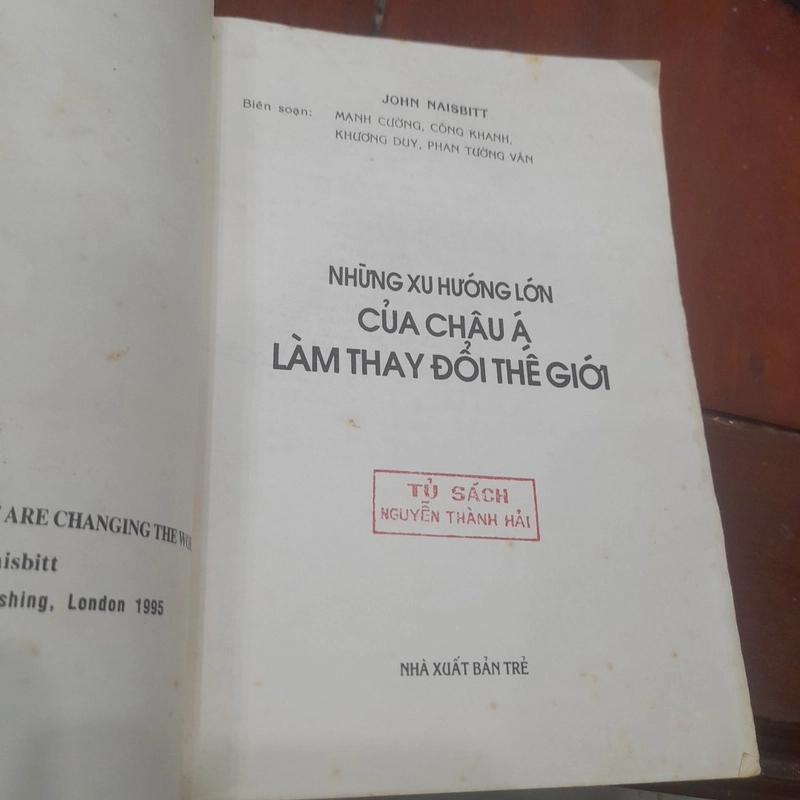 ARE CHANGING THE
shing, London 1995
JOHN NAISBITT
Biên soạn: MẠNH CƯỜNG, CÔNG KHANH,
KHƯƠNG DUY, PHAN TƯỜNG VÂN
NHỮNG XU HƯỚNG LỚN
CỦA CHÂU Á
LÀM THAY ĐỔI THẾ GIỚI
TỦ SÁCH
NGUYỄN THÀNH HẢI
NHÀ XUẤT BẢN TRẺ